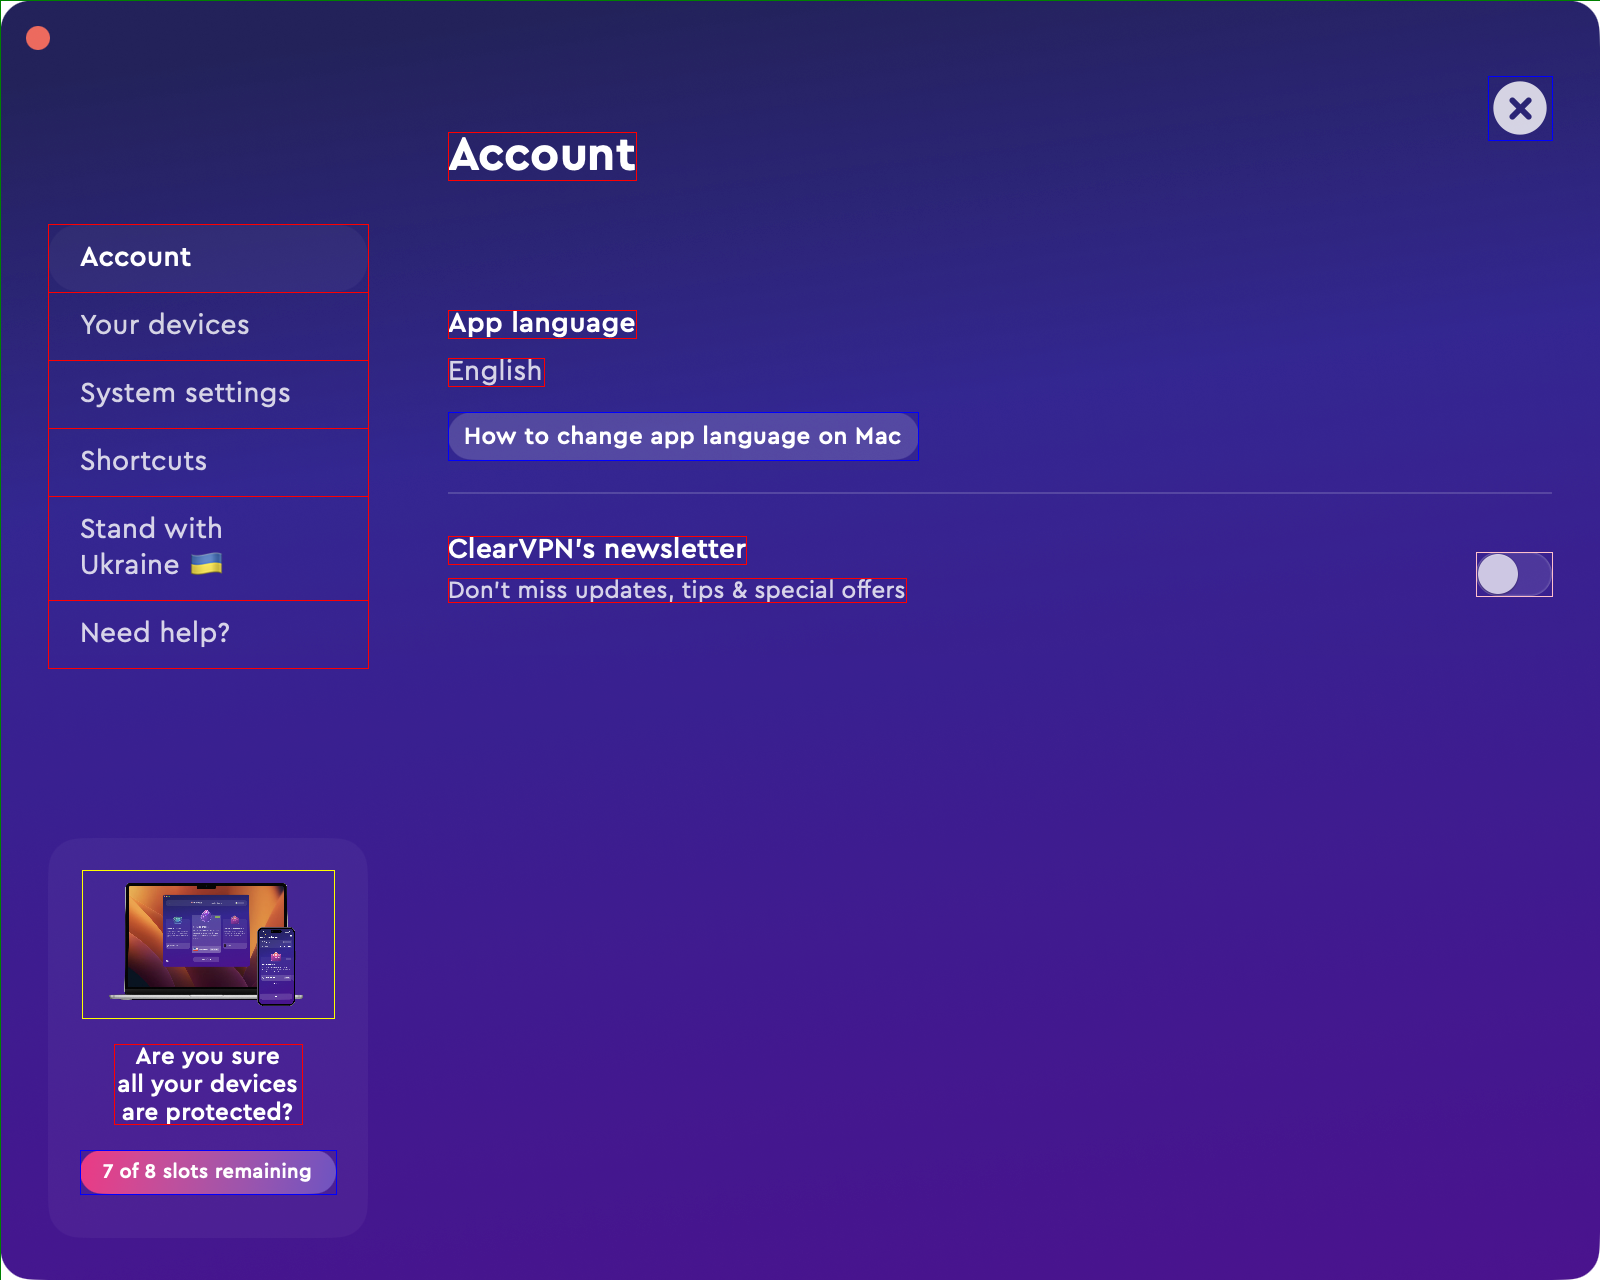 Account
Account
Your devices
System settings
Shortcuts
Stand with
Ukraine 🇺🇦
Need help?
App language
English
How to change app language on Mac
ClearVPN's newsletter
Don't miss updates, tips & special offers
Are you sure
all your devices
are protected?
7 of 8 slots remaining